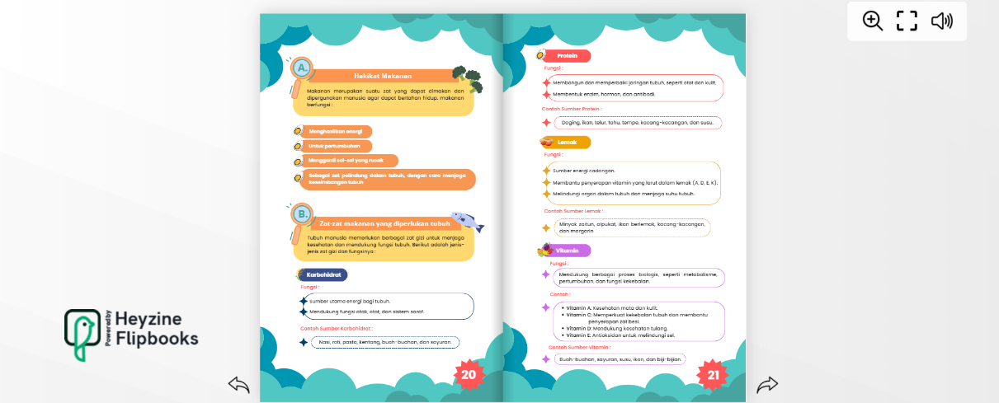 A.
Hakikat Makanan
Makanan merupakan suatu zat yang dapat dimakan dan
dipergunakan manusia agar dapat bertahan hidup. makanan
berfungsi :
Menghasilkan energi
Untuk pertumbuhan
Mengganti sel-sel yang rusak
Sebagai zat pelindung dalam tubuh, dengan cara menjaga
keseimbangan tubuh
B.
Zat-zat makanan yang diperlukan tubuh
Tubuh manusia memerlukan berbagai zat gizi untuk menjaga
kesehatan dan mendukung fungsi tubuh. Berikut adalah jenis-
jenis zat gizi dan fungsinya :
Karbohidrat
Fungsi :
Sumber utama energi bagi tubuh.
Mendukung fungsi otak, otot, dan sistem saraf.
Contoh Sumber Karbohidrat :
Nasi, roti, pasta, kentang, buah-buahan, dan sayuran.
20
Protein
Fungsi :
Membangun dan memperbaiki jaringan tubuh, seperti otot dan kulit.
Membentuk enzim, hormon, dan antibodi.
Contoh Sumber Protein :
Daging, ikan, telur, tahu, tempe, kacang-kacangan, dan susu.
Lemak
Fungsi :
Sumber energi cadangan.
Membantu penyerapan vitamin yang larut dalam lemak (A, D, E, K).
Melindungi organ dalam tubuh dan menjaga suhu tubuh.
Contoh Sumber Lemak :
Minyak zaitun, alpukat, ikan berlemak, kacang-kacangan,
dan margarin
Vitamin
Fungsi :
Mendukung berbagai proses biologis, seperti metabolisme,
pertumbuhan, dan fungsi kekebalan.
Contoh :
• Vitamin A: Kesehatan mata dan kulit.
• Vitamin C: Memperkuat kekebalan tubuh dan membantu
penyerapan zat besi.
• Vitamin D: Mendukung kesehatan tulang.
• Vitamin E: Antioksidan untuk melindungi sel.
Contoh Sumber Vitamin :
Buah-buahan, sayuran, susu, ikan, dan biji-bijian.
21
Powered by
Heyzine
Flipbooks